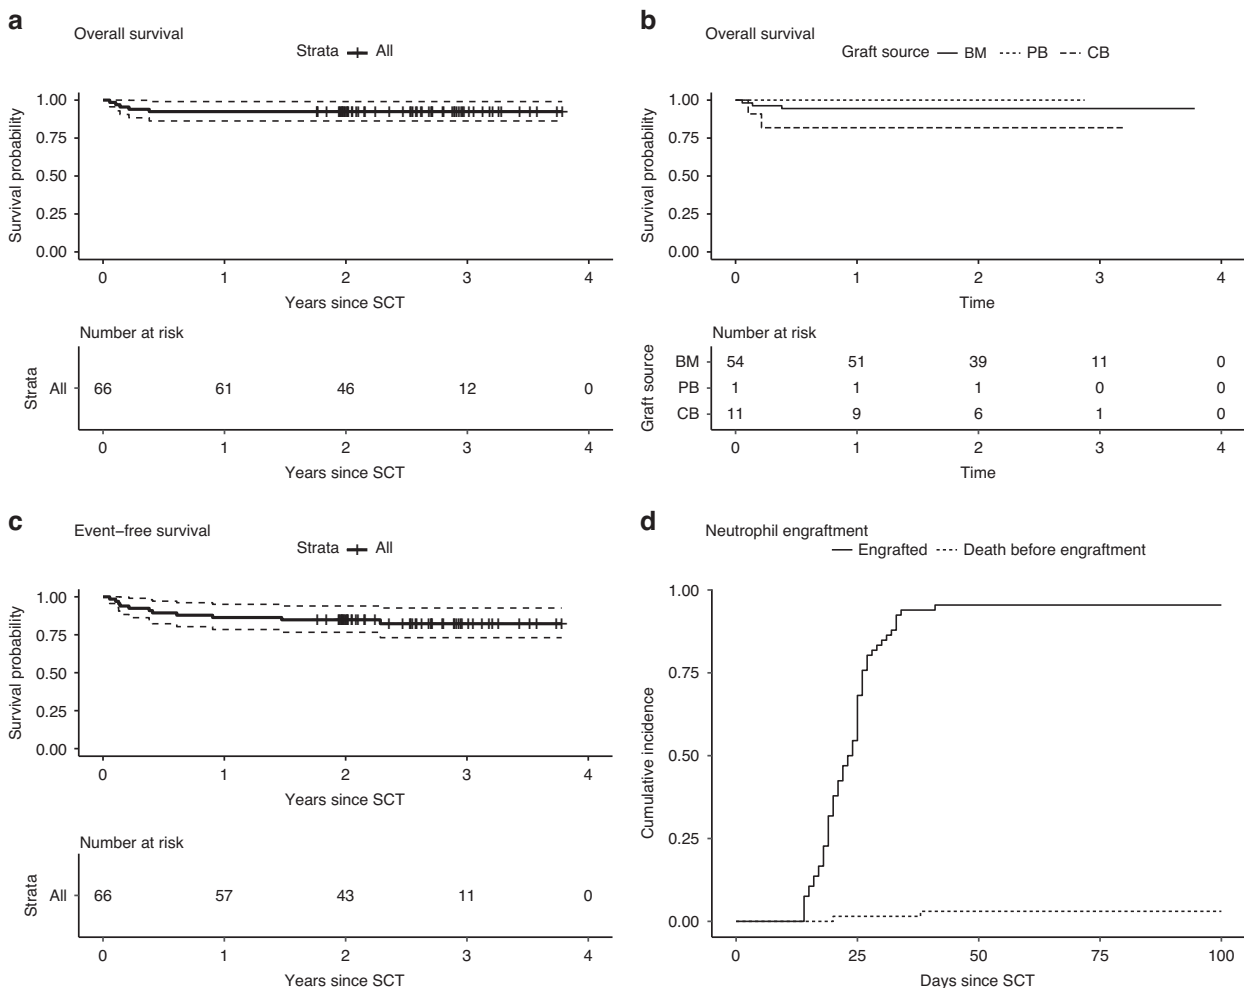 a
Overall survival
Strata All
1.00
0.75
0.50
0.25
0.00
Survival probability
0 1 2 3 4
Years since SCT
Number at risk
Strata
All 66 61 46 12 0
0 1 2 3 4
Years since SCT
b
Overall survival
Graft source BM PB CB
1.00
0.75
0.50
0.25
0.00
Survival probability
0 1 2 3 4
Time
Number at risk
Graft source
BM 54 51 39 11 0
PB 1 1 1 0 0
CB 11 9 6 1 0
0 1 2 3 4
Time
c
Event–free survival
Strata All
1.00
0.75
0.50
0.25
0.00
Survival probability
0 1 2 3 4
Years since SCT
Number at risk
Strata
All 66 57 43 11 0
0 1 2 3 4
Years since SCT
d
Neutrophil engraftment
Engrafted Death before engraftment
1.00
0.75
0.50
0.25
0.00
Cumulative incidence
0 25 50 75 100
Days since SCT